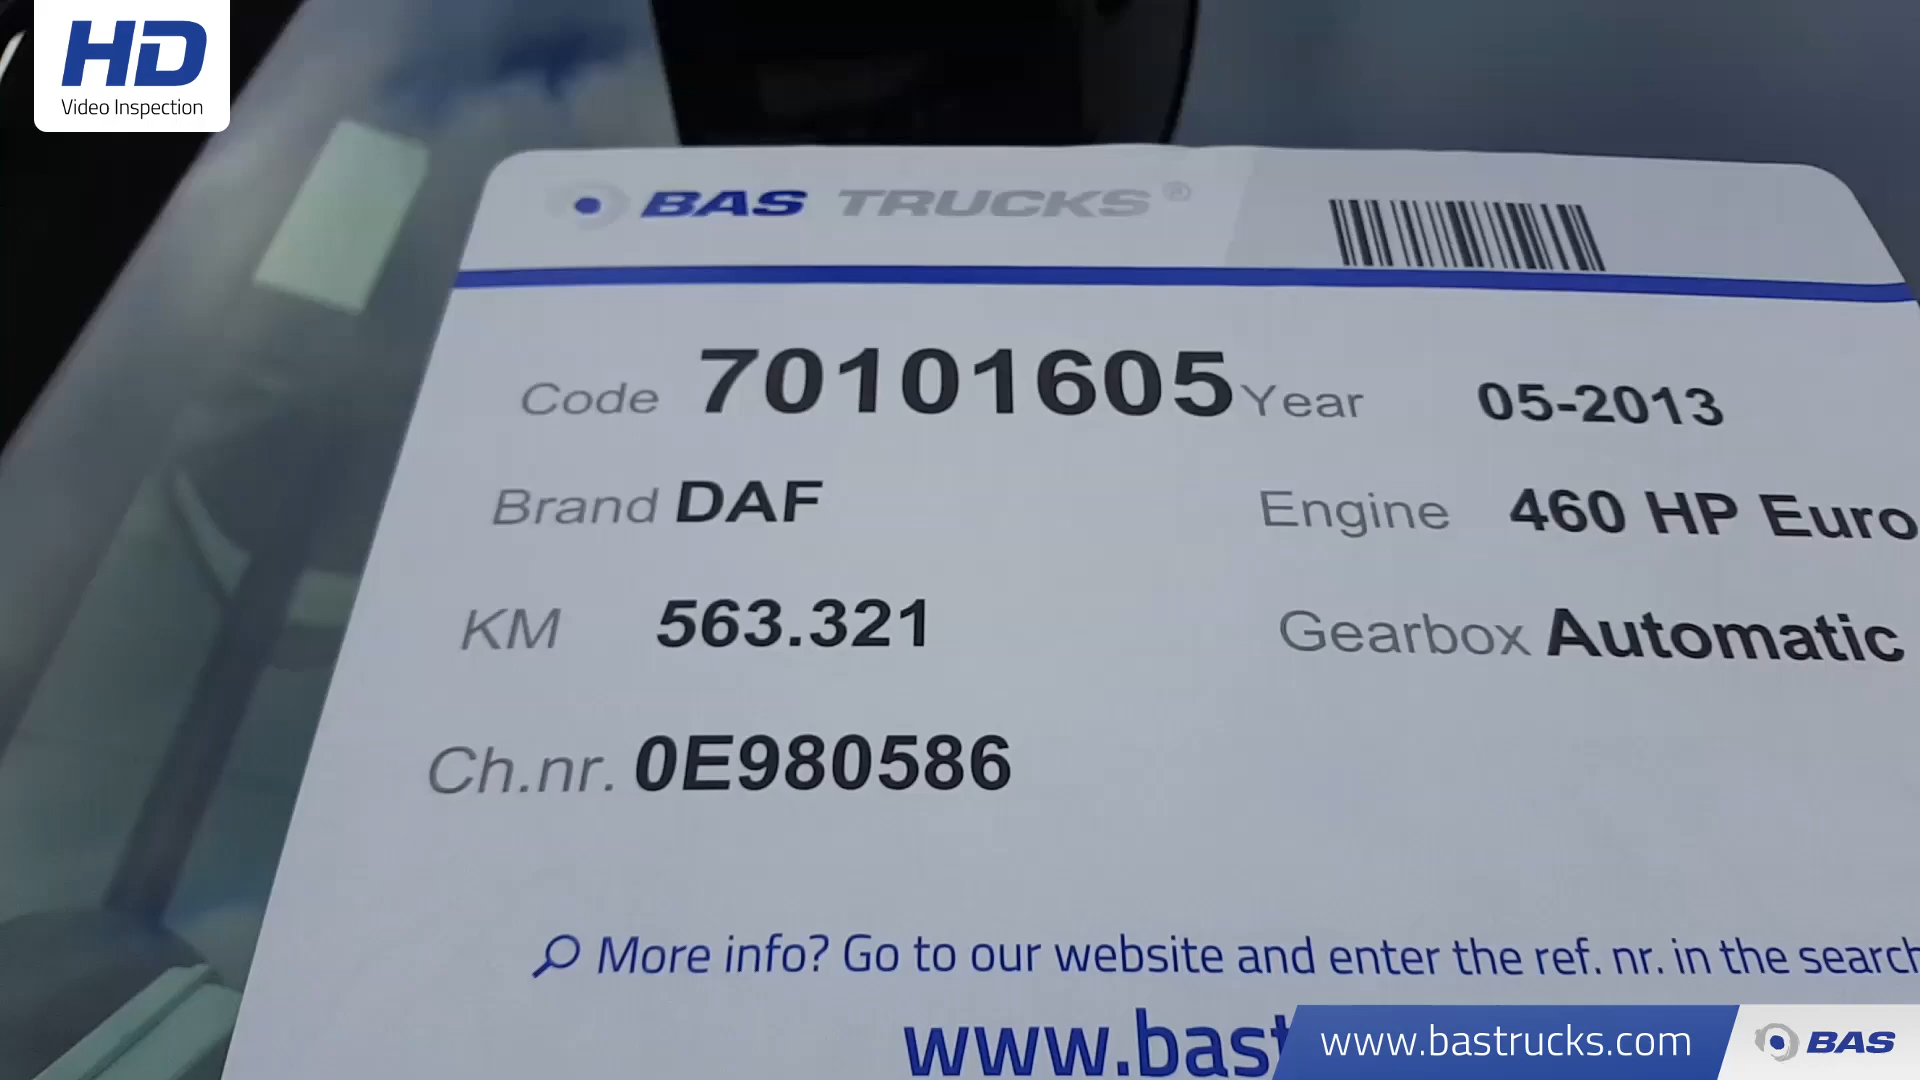 HD
Video Inspection
BAS TRUCKS®
Code 70101605 Year 05-2013
Brand DAF Engine 460 HP Euro
KM 563.321 Gearbox Automatic
Ch.nr. 0E980586
More info? Go to our website and enter the ref. nr. in the search
www.bast
www.bastrucks.com BAS